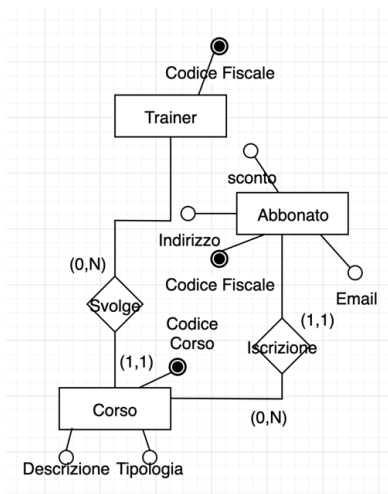 Codice Fiscale
Trainer
sconto
Abbonato
Indirizzo
(0,N)
Codice Fiscale
Email
Svolge
Codice
Corso
(1,1)
Iscrizione
(1,1)
Corso
(0,N)
Descrizione
Tipologia